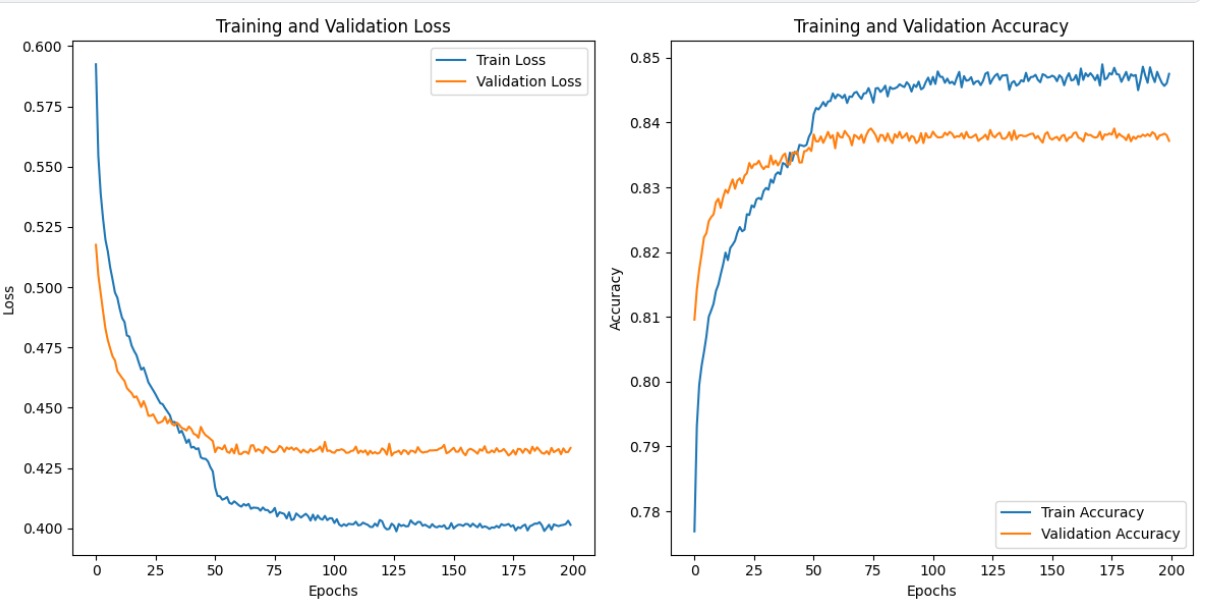 Training and Validation Loss
Loss
0.600
0.575
0.550
0.525
0.500
0.475
0.450
0.425
0.400
Train Loss
Validation Loss
0 25 50 75 100 125 150 175 200
Epochs
Training and Validation Accuracy
Accuracy
0.85
0.84
0.83
0.82
0.81
0.80
0.79
0.78
Train Accuracy
Validation Accuracy
0 25 50 75 100 125 150 175 200
Epochs